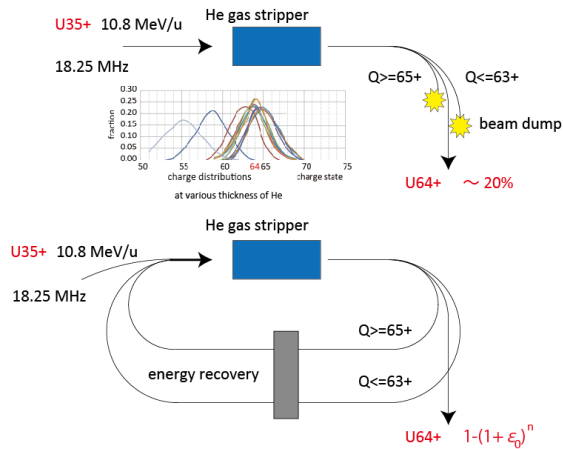 He gas stripper
U35+ 10.8 MeV/u
18.25 MHz
Q>=65+
Q<=63+
beam dump
U64+ ～ 20%
fraction
0.30
0.25
0.20
0.15
0.10
0.05
0.00
50 55 60 64 65 70 75
charge distributions
charge state
at various thickness of He
He gas stripper
U35+ 10.8 MeV/u
18.25 MHz
Q>=65+
energy recovery
Q<=63+
U64+ 1-(1+ ε₀)ⁿ